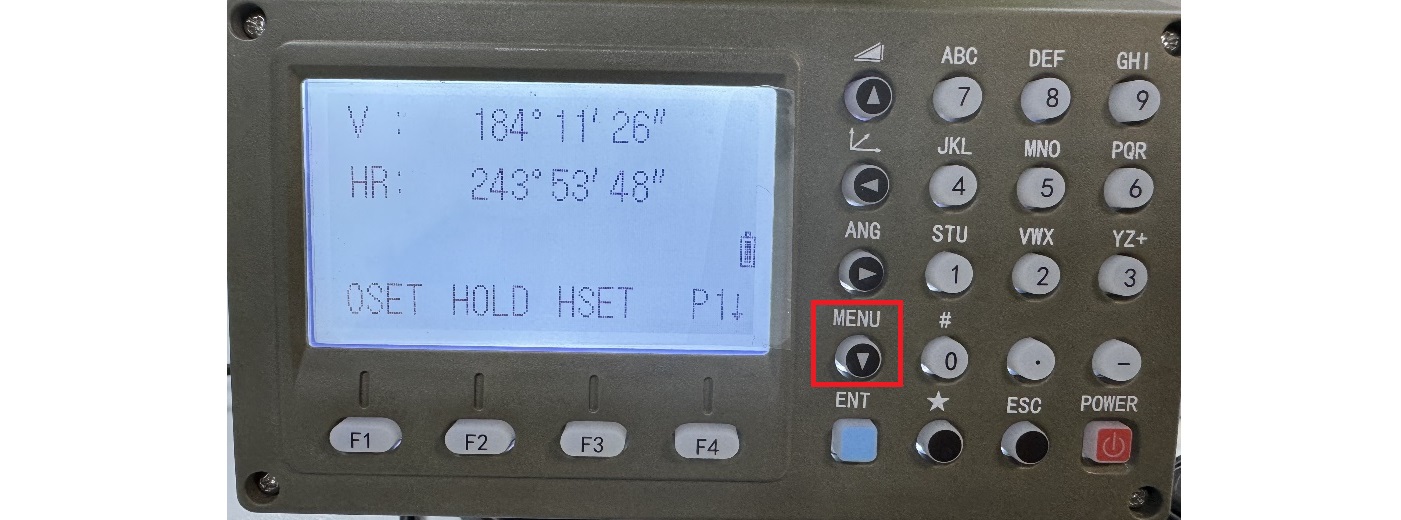 V : 184° 11' 26"
HR: 243° 53' 48"
OSET HOLD HSET P1↓
F1 F2 F3 F4
ABC DEF GHI
7 8 9
JKL MNO PQR
4 5 6
ANG STU VWX YZ+
1 2 3
MENU #
0 . -
ENT ★ ESC POWER